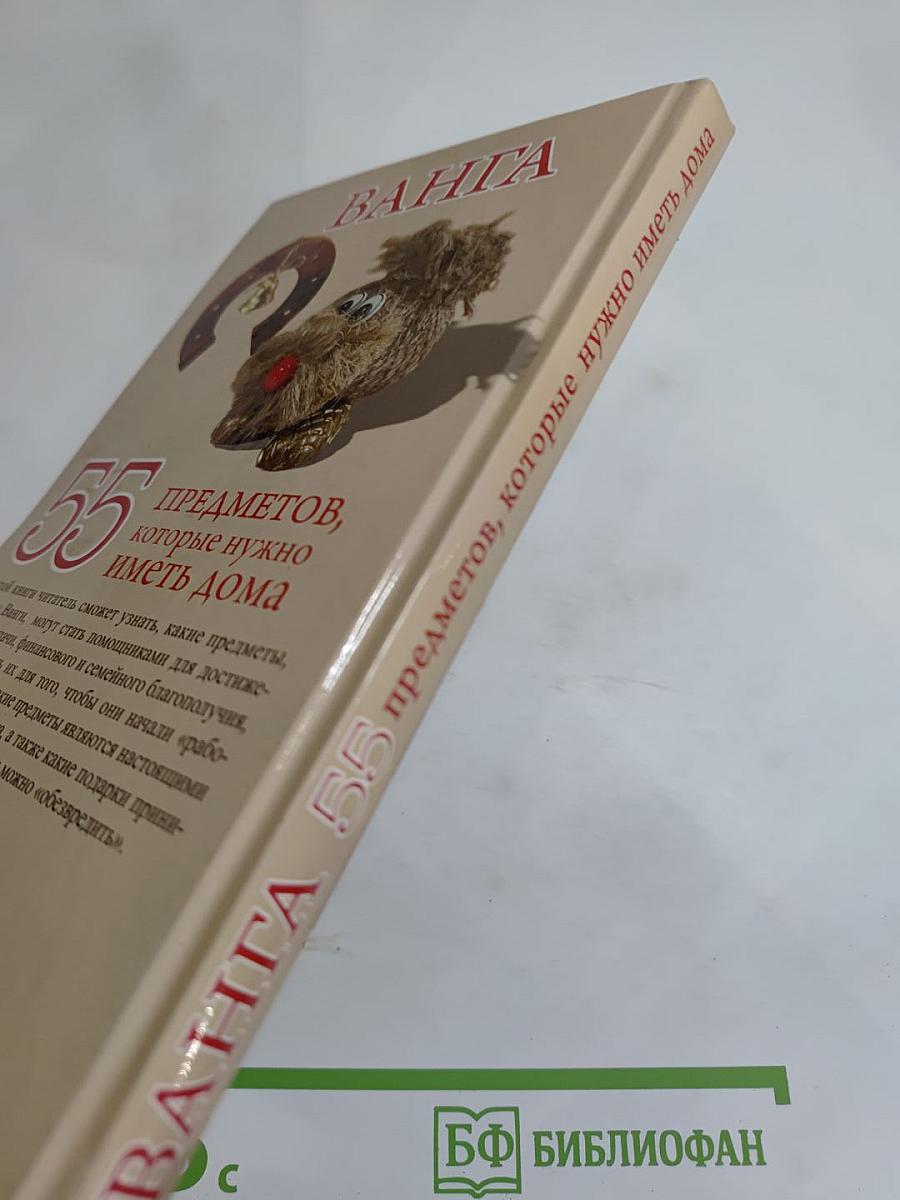 ВАНГА
55 ПРЕДМЕТОВ,
которые нужно
ИМЕТЬ ДОМА
книги читатель сможет узнать, какие предметы,
Ванги, могут стать помощниками для достиже-
финансового и семейного благополучия,
их для того, чтобы они начали «рабо-
предметы являются настоящими
а также какие подарки прини-
можно «обезвредить».
ВАНГА 55 предметов, которые нужно иметь дома
с
БФ БИБЛИОФАН